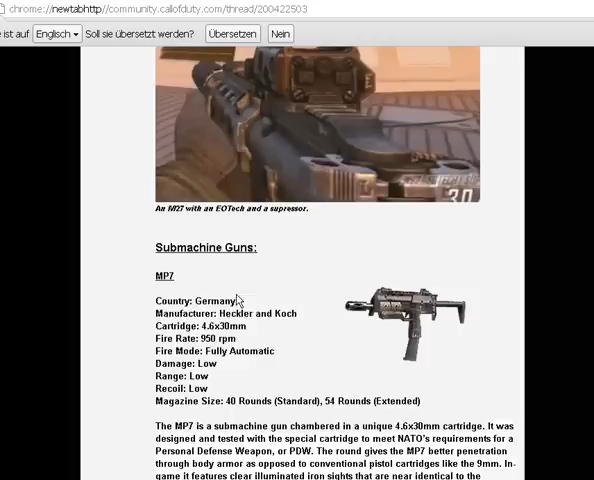 chrome://newtabhttp//community.callofduty.com/thread/200422503
e ist auf Englisch Soll sie übersetzt werden? Übersetzen Nein
30
An M27 with an EOTech and a supressor.
Submachine Guns:
MP7
Country: Germany
Manufacturer: Heckler and Koch
Cartridge: 4.6x30mm
Fire Rate: 950 rpm
Fire Mode: Fully Automatic
Damage: Low
Range: Low
Recoil: Low
Magazine Size: 40 Rounds (Standard), 54 Rounds (Extended)
The MP7 is a submachine gun chambered in a unique 4.6x30mm cartridge. It was
designed and tested with the special cartridge to meet NATO's requirements for a
Personal Defense Weapon, or PDW. The round gives the MP7 better penetration
through body armor as opposed to conventional pistol cartridges like the 9mm. In-
game it features clear illuminated iron sights that are near identical to the